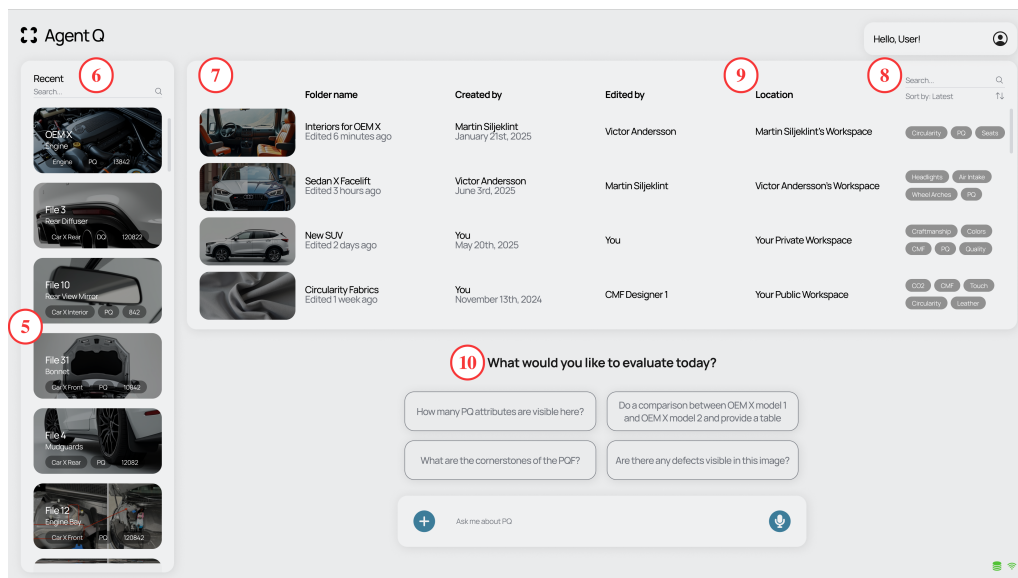 Agent Q
Hello, User!
Recent
6
Search...
OEM X
Engine
Engine PQ 13842
File 3
Rear Diffuser
Car X Rear DQ 120822
File 10
Rear View Mirror
Car X Interior PQ 842
5
File 31
Bonnet
Car X Front PQ 10842
File 4
Mudguards
Car X Rear PQ 12082
File 12
Engine Bay
Car X Front PQ 120842
7
9
8
Search...
Sort by: Latest
Folder name Created by Edited by Location
Interiors for OEM X
Edited 6 minutes ago
Martin Siljeklint
January 21st, 2025
Victor Andersson
Martin Siljeklint's Workspace
Circularity PQ Seats
Sedan X Facelift
Edited 3 hours ago
Victor Andersson
June 3rd, 2025
Martin Siljeklint
Victor Andersson's Workspace
Headlights Air Intake
Wheel Arches PQ
New SUV
Edited 2 days ago
You
May 20th, 2025
You
Your Private Workspace
Craftmanship Colors
CMF PQ Quality
Circularity Fabrics
Edited 1 week ago
You
November 13th, 2024
CMF Designer 1
Your Public Workspace
CO2 CMF Touch
Circularity Leather
10
What would you like to evaluate today?
How many PQ attributes are visible here?
Do a comparison between OEM X model 1
and OEM X model 2 and provide a table
What are the cornerstones of the PQF?
Are there any defects visible in this image?
Ask me about PQ